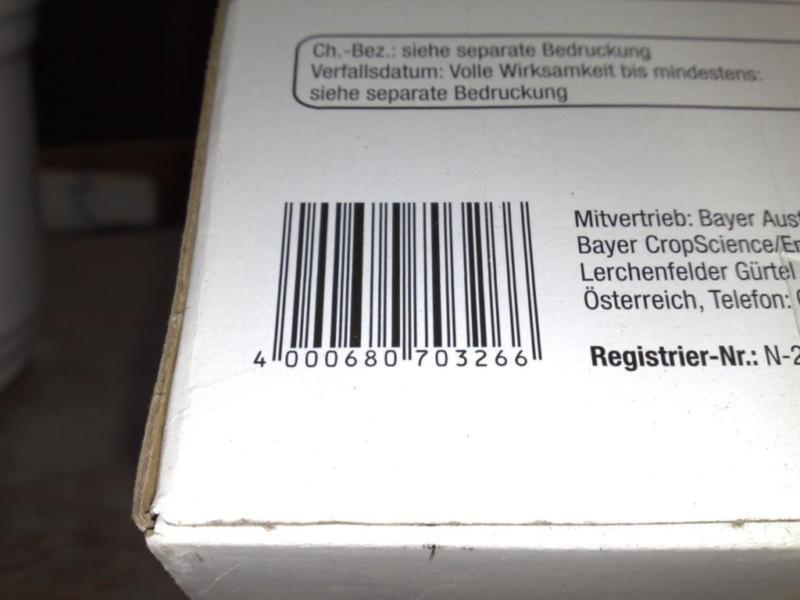 Ch.-Bez.: siehe separate Bedruckung
Verfallsdatum: Volle Wirksamkeit bis mindestens:
siehe separate Bedruckung
Mitvertrieb: Bayer
Bayer CropScience/
Lerchenfelder Gürtel
Österreich, Telefon:
Registrier-Nr.: N-2
4 000680 703266